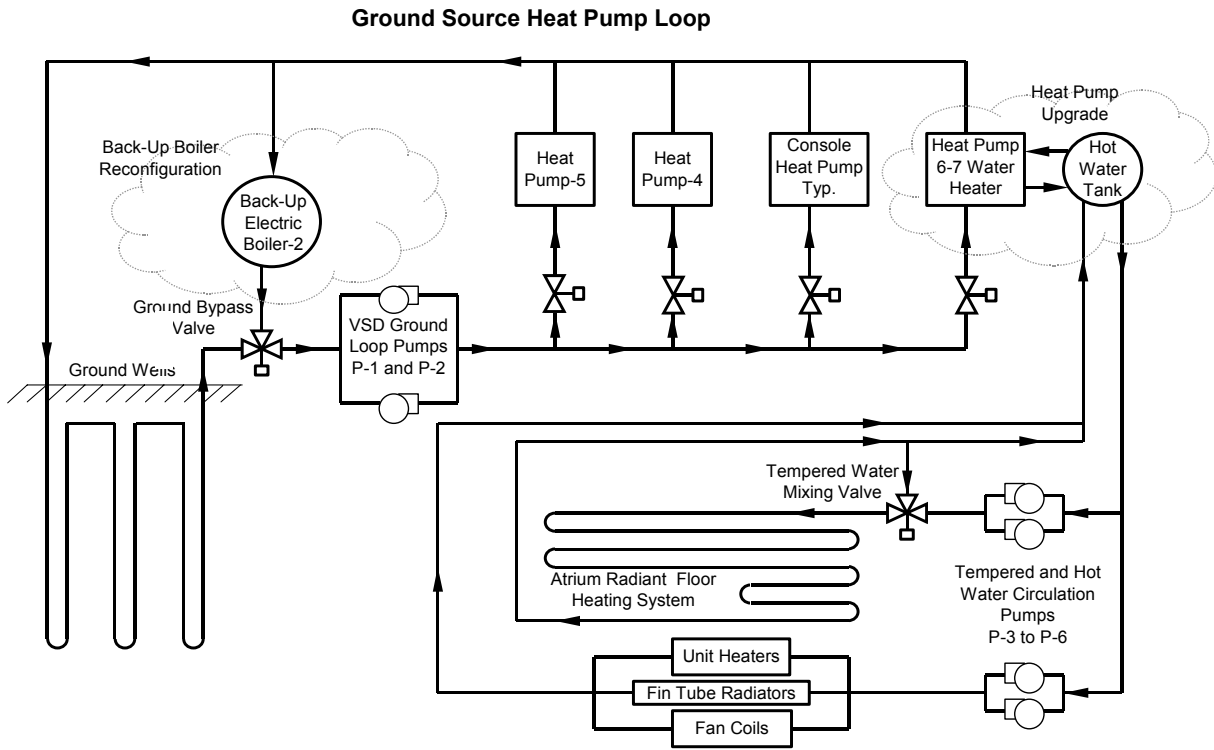 Ground Source Heat Pump Loop
Heat Pump
Upgrade
Back-Up Boiler
Reconfiguration
Back-Up
Electric
Boiler-2
Heat
Pump-5
Heat
Pump-4
Console
Heat Pump
Typ.
Heat Pump
6-7 Water
Heater
Hot
Water
Tank
Ground Bypass
Valve
VSD Ground
Loop Pumps
P-1 and P-2
Ground Wells
Tempered Water
Mixing Valve
Atrium Radiant Floor
Heating System
Tempered and Hot
Water Circulation
Pumps
P-3 to P-6
Unit Heaters
Fin Tube Radiators
Fan Coils